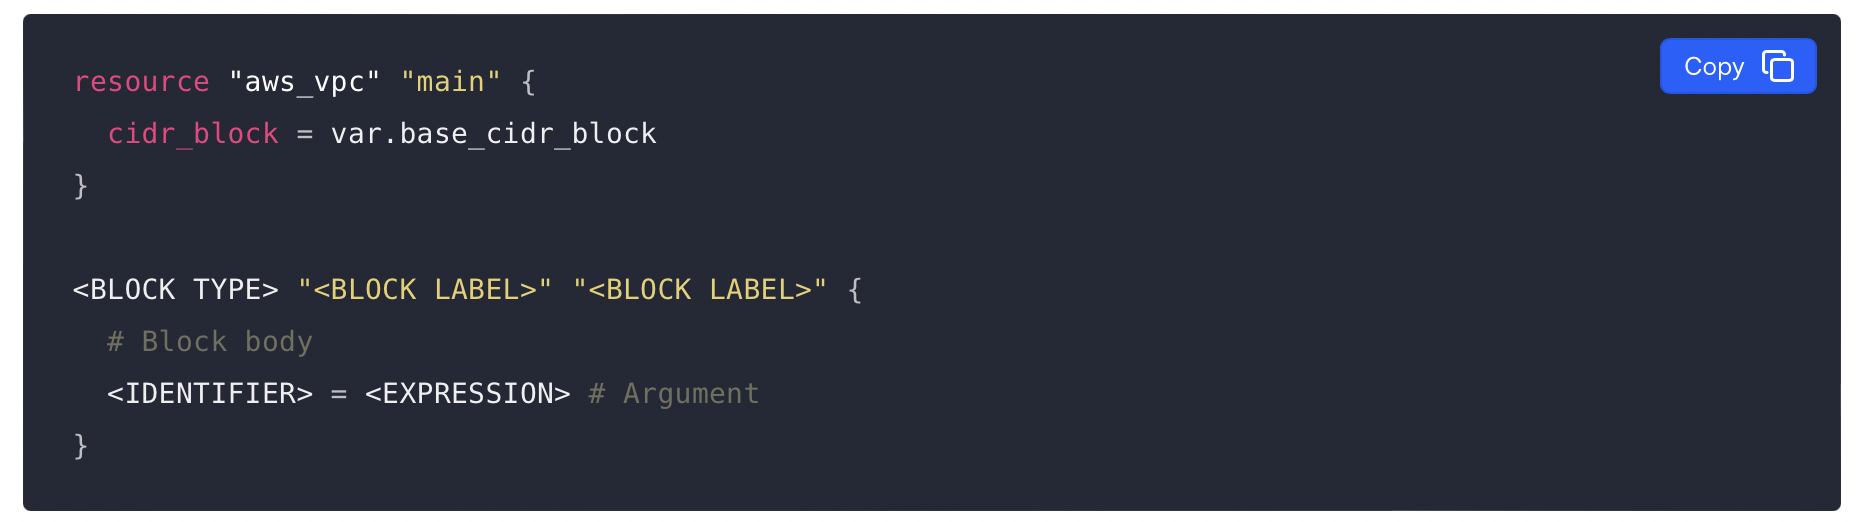 Copy
resource "aws_vpc" "main" {
  cidr_block = var.base_cidr_block
}

<BLOCK TYPE> "<BLOCK LABEL>" "<BLOCK LABEL>" {
  # Block body
  <IDENTIFIER> = <EXPRESSION> # Argument
}